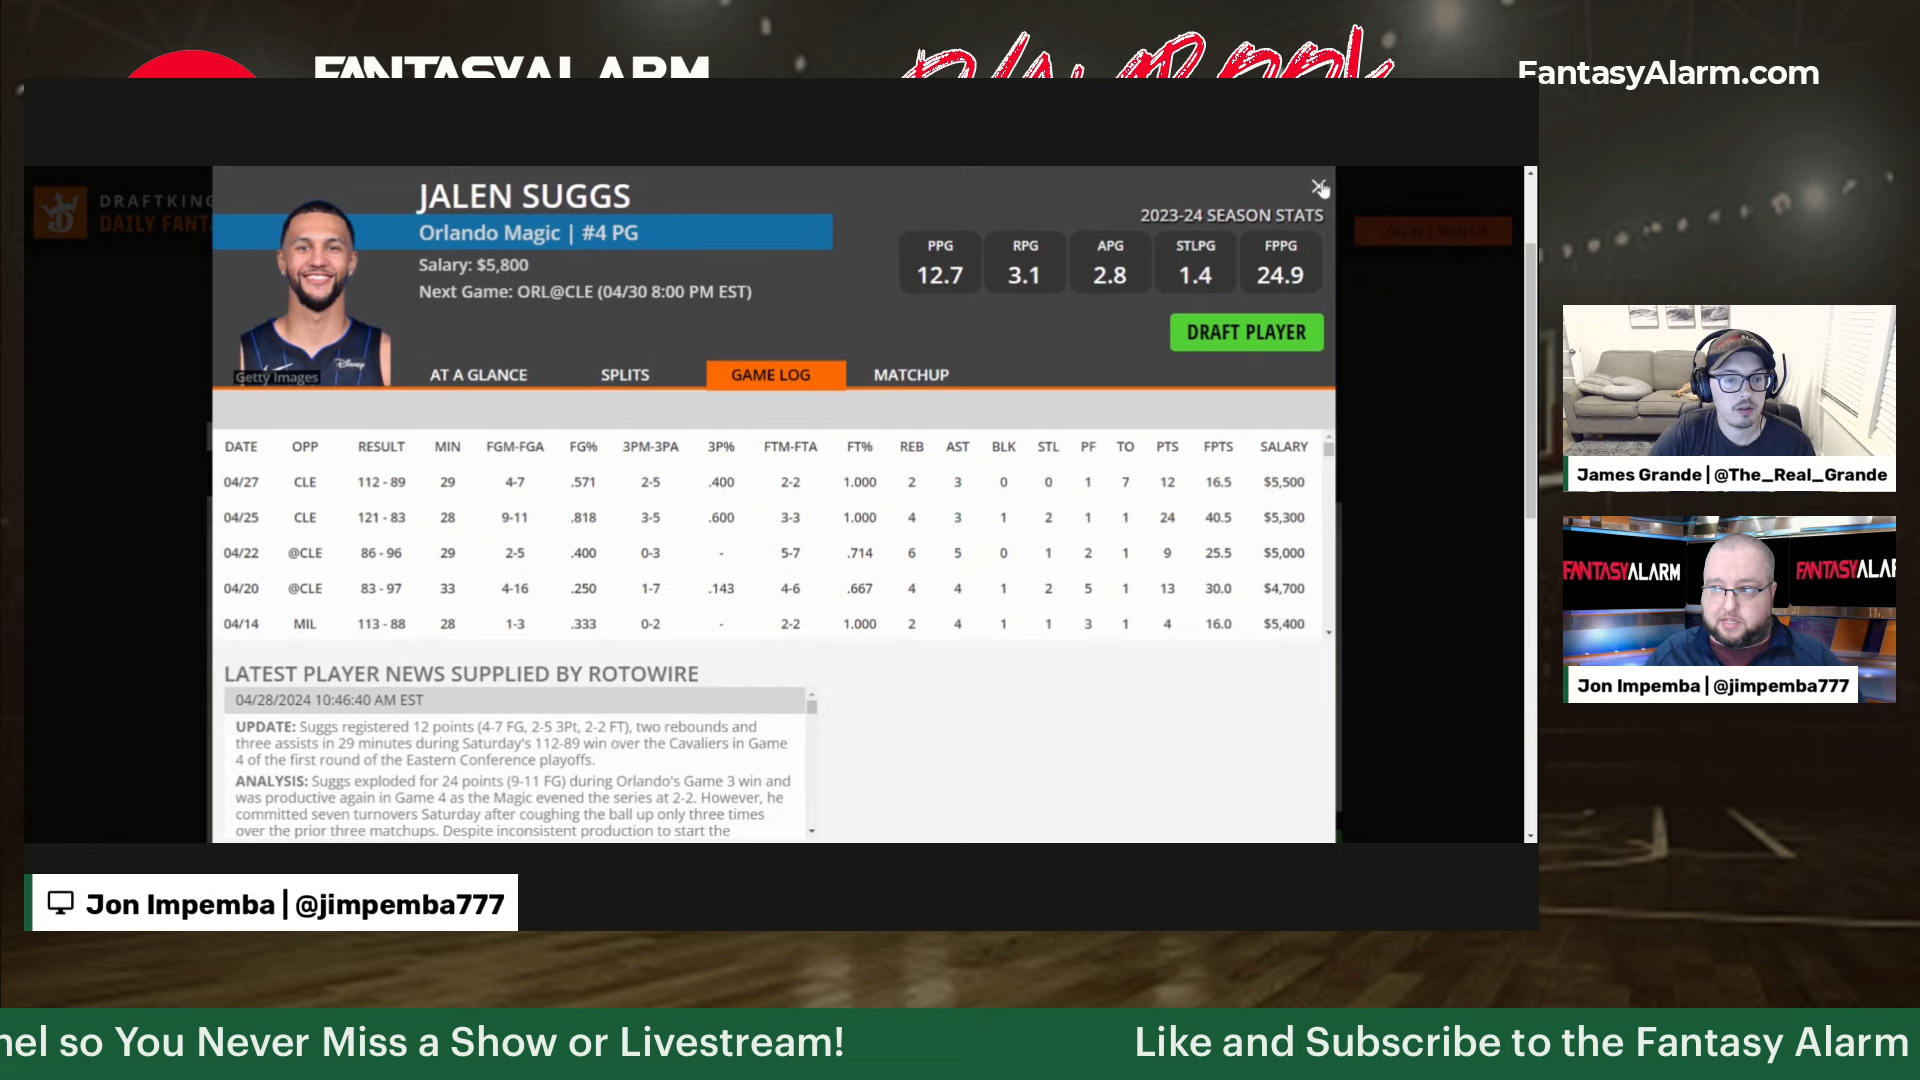 FANTASYALARM
PLAYER POOL
FantasyAlarm.com
DRAFTKING
DAILY FANT
LOG IN | SIGN UP
JALEN SUGGS
Orlando Magic | #4 PG
Salary: $5,800
Next Game: ORL@CLE (04/30 8:00 PM EST)
2023-24 SEASON STATS
PPG RPG APG STLPG FPPG
12.7 3.1 2.8 1.4 24.9
DRAFT PLAYER
Disney
Getty Images
AT A GLANCE SPLITS GAME LOG MATCHUP
DATE OPP RESULT MIN FGM-FGA FG% 3PM-3PA 3P% FTM-FTA FT% REB AST BLK STL PF TO PTS FPTS SALARY
04/27 CLE 112 - 89 29 4-7 .571 2-5 .400 2-2 1.000 2 3 0 0 1 7 12 16.5 $5,500
04/25 CLE 121 - 83 28 9-11 .818 3-5 .600 3-3 1.000 4 3 1 2 1 1 24 40.5 $5,300
04/22 @CLE 86 - 96 29 2-5 .400 0-3 - 5-7 .714 6 5 0 1 2 1 9 25.5 $5,000
04/20 @CLE 83 - 97 33 4-16 .250 1-7 .143 4-6 .667 4 4 1 2 5 1 13 30.0 $4,700
04/14 MIL 113 - 88 28 1-3 .333 0-2 - 2-2 1.000 2 4 1 1 3 1 4 16.0 $5,400
LATEST PLAYER NEWS SUPPLIED BY ROTOWIRE
04/28/2024 10:46:40 AM EST
UPDATE: Suggs registered 12 points (4-7 FG, 2-5 3Pt, 2-2 FT), two rebounds and
three assists in 29 minutes during Saturday's 112-89 win over the Cavaliers in Game
4 of the first round of the Eastern Conference playoffs.
ANALYSIS: Suggs exploded for 24 points (9-11 FG) during Orlando's Game 3 win and
was productive again in Game 4 as the Magic evened the series at 2-2. However, he
committed seven turnovers Saturday after coughing the ball up only three times
over the prior three matchups. Despite inconsistent production to start the
James Grande | @The_Real_Grande
FANTASYALARM
FANTASYALA
Jon Impemba | @jimpemba777
Jon Impemba | @jimpemba777
nel so You Never Miss a Show or Livestream! Like and Subscribe to the Fantasy Alarm